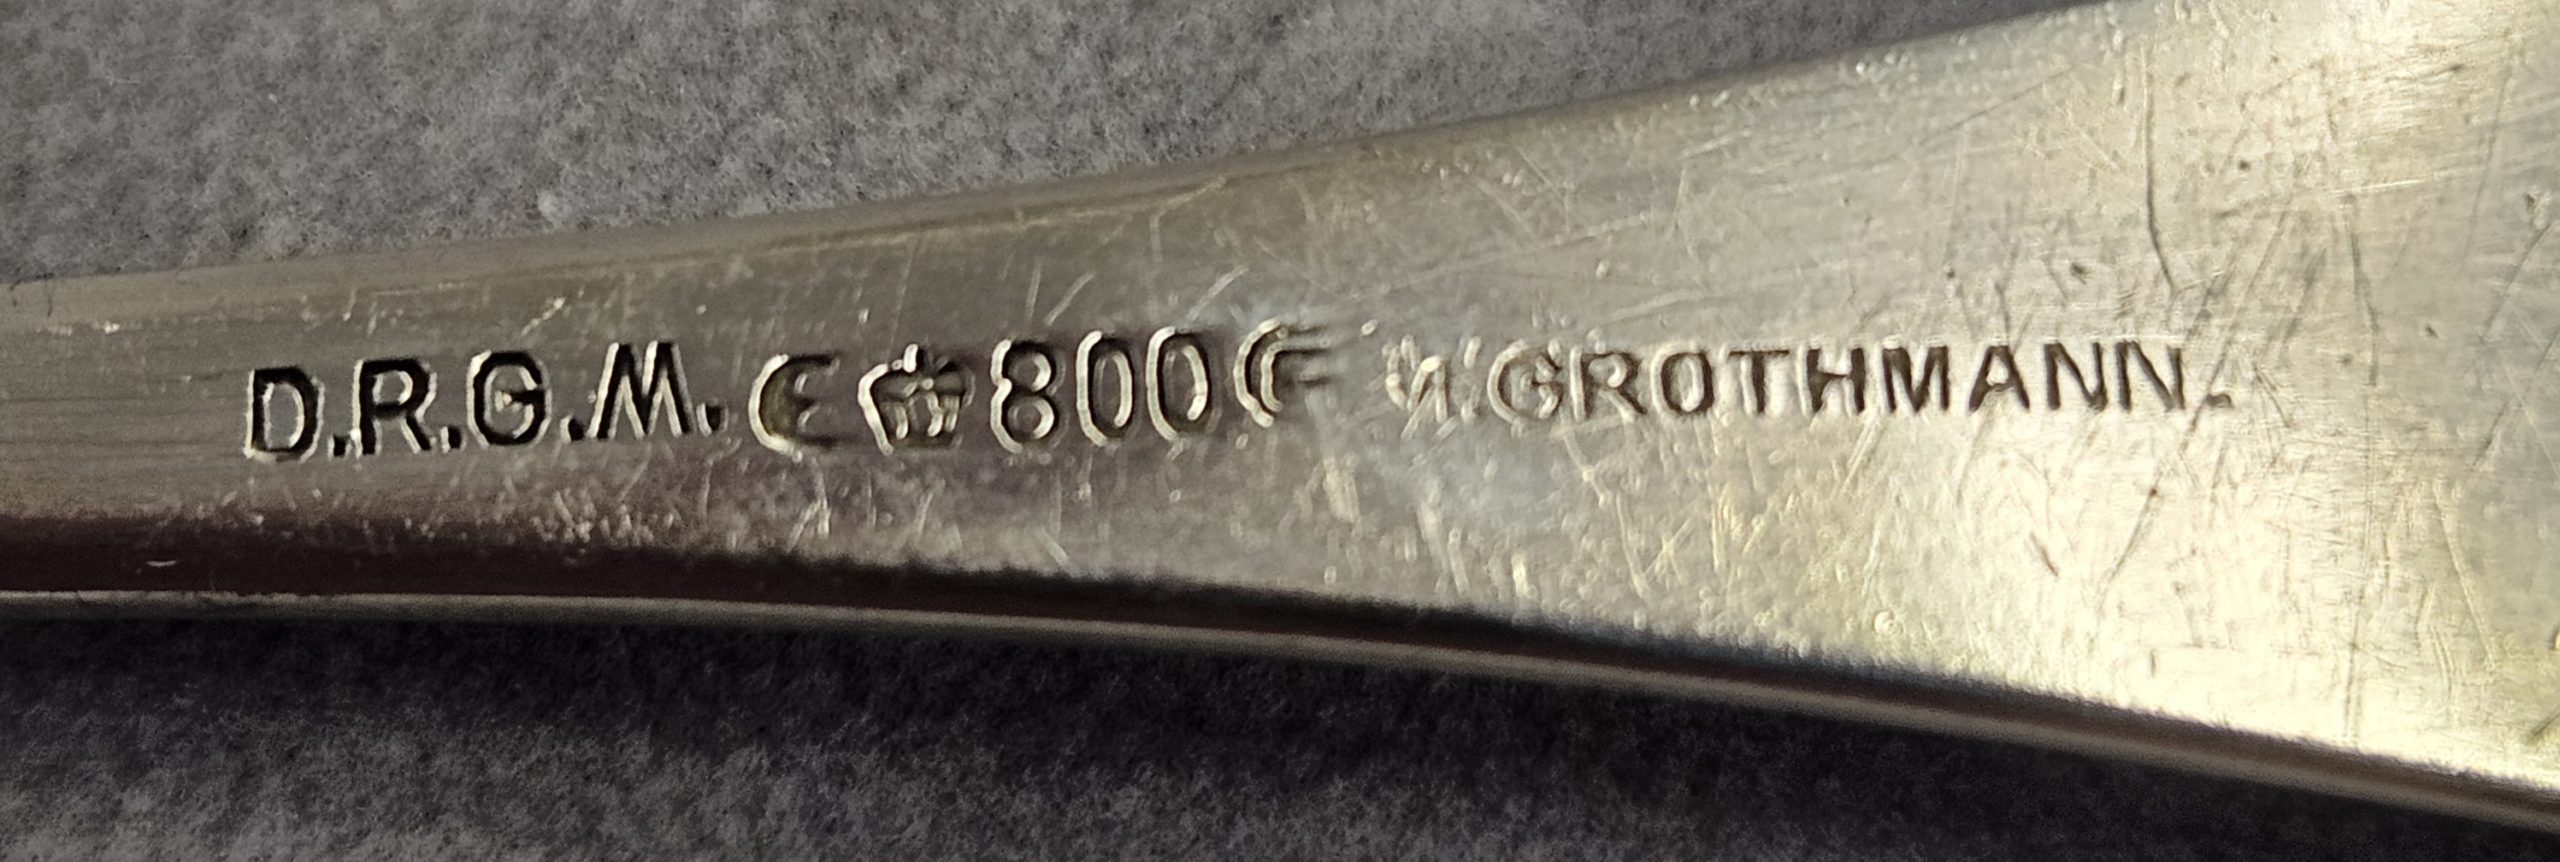 D.R.G.M. 800 GROTHMANN.